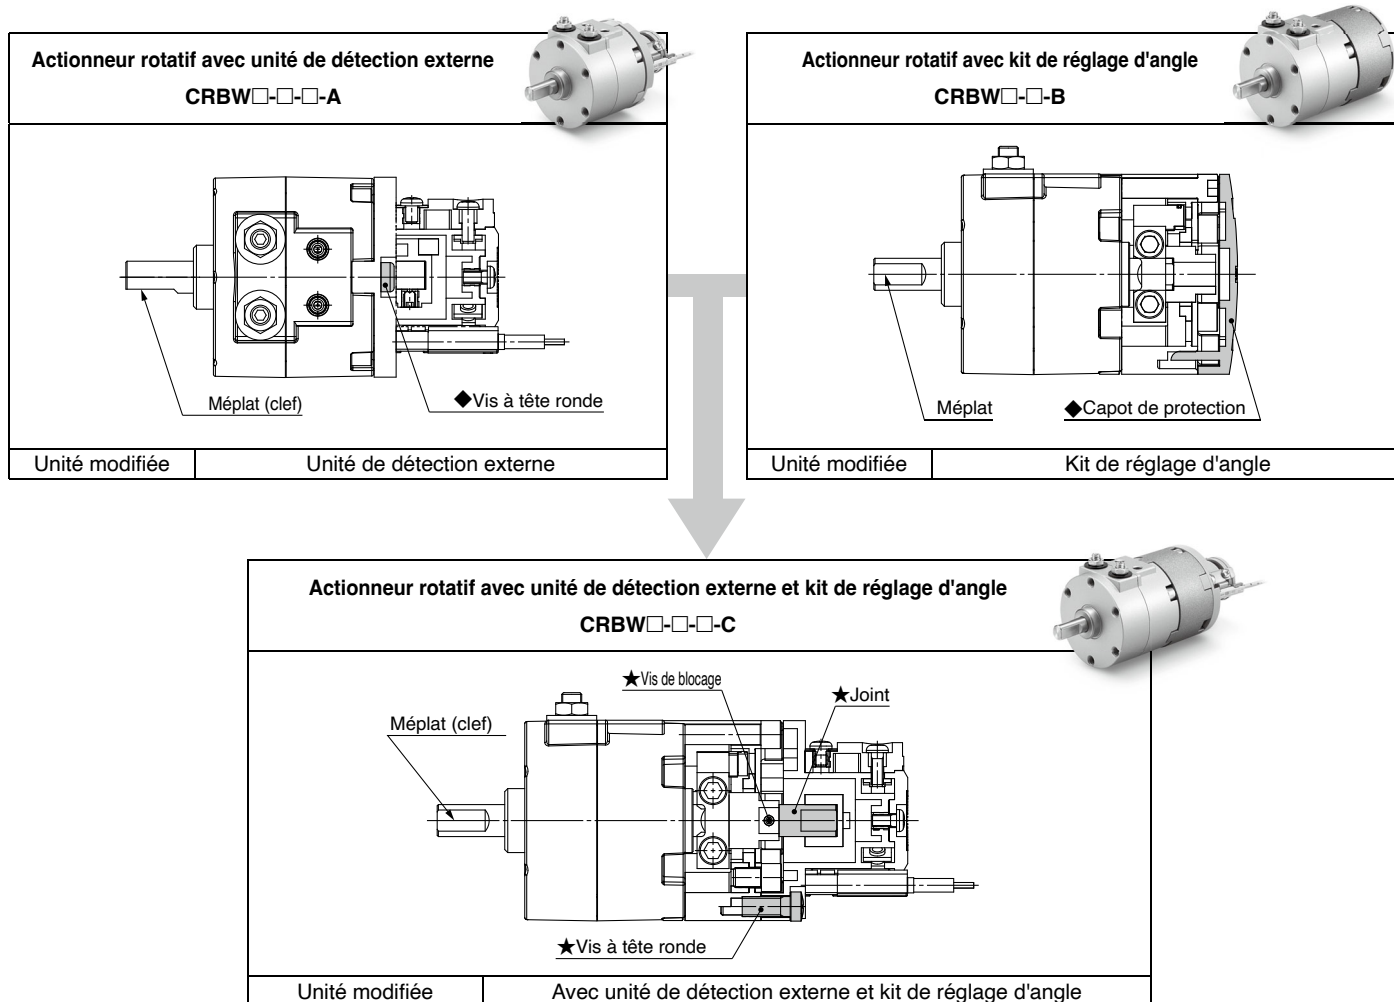 Actionneur rotatif avec unité de détection externe
CRBW□-□-□-A
Méplat (clef)
◆Vis à tête ronde
Unité modifiée
Unité de détection externe
Actionneur rotatif avec kit de réglage d'angle
CRBW□-□-B
Méplat
◆Capot de protection
Unité modifiée
Kit de réglage d'angle
Actionneur rotatif avec unité de détection externe et kit de réglage d'angle
CRBW□-□-□-C
★Vis de blocage
★Joint
Méplat (clef)
★Vis à tête ronde
Unité modifiée
Avec unité de détection externe et kit de réglage d'angle